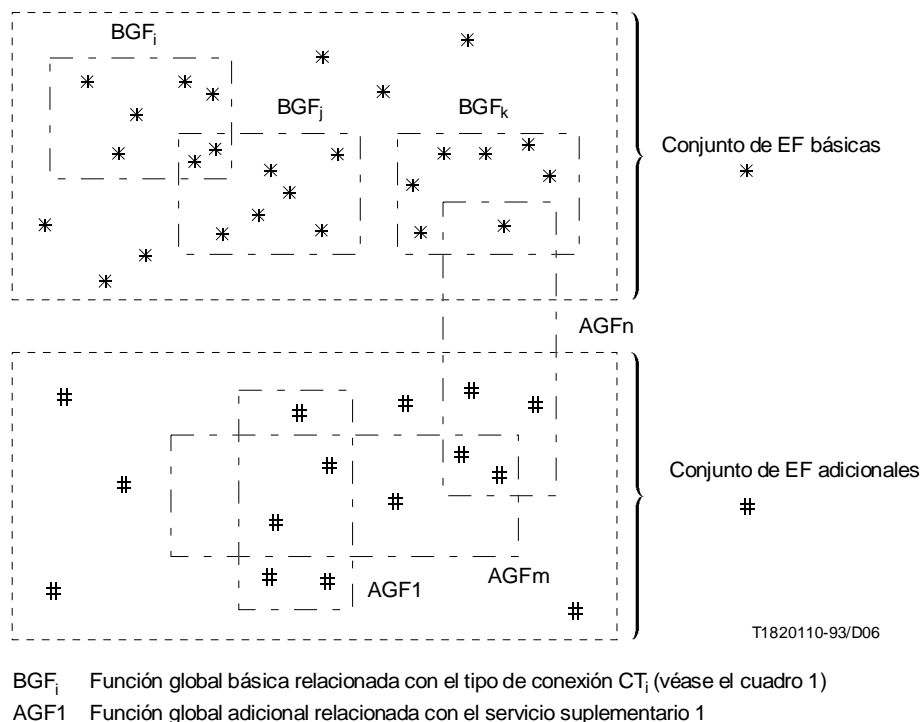 BGFi
BGFj
BGFk
Conjunto de EF básicas
AGFn
Conjunto de EF adicionales
AGF1
AGFm
T1820110-93/D06
BGFi Función global básica relacionada con el tipo de conexión CTi (véase el cuadro 1)
AGF1 Función global adicional relacionada con el servicio suplementario 1